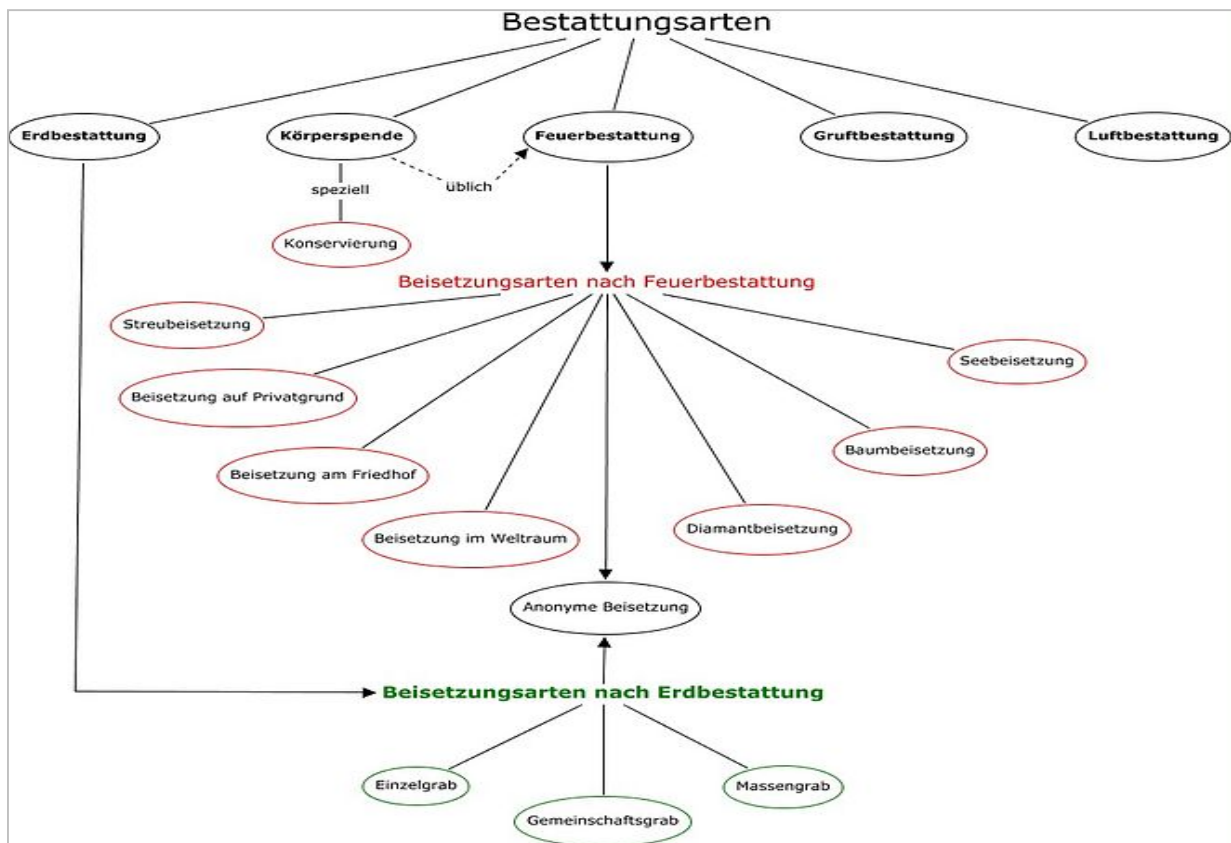 Bestattungsarten
Erdbestattung
Körperspende
Feuerbestattung
Gruftbestattung
Luftbestattung
speziell
üblich
Konservierung
Beisetzungsarten nach Feuerbestattung
Streubeisetzung
Seebeisetzung
Beisetzung auf Privatgrund
Baumbeisetzung
Beisetzung am Friedhof
Diamantbeisetzung
Beisetzung im Weltraum
Anonyme Beisetzung
Beisetzungsarten nach Erdbestattung
Einzelgrab
Massengrab
Gemeinschaftsgrab